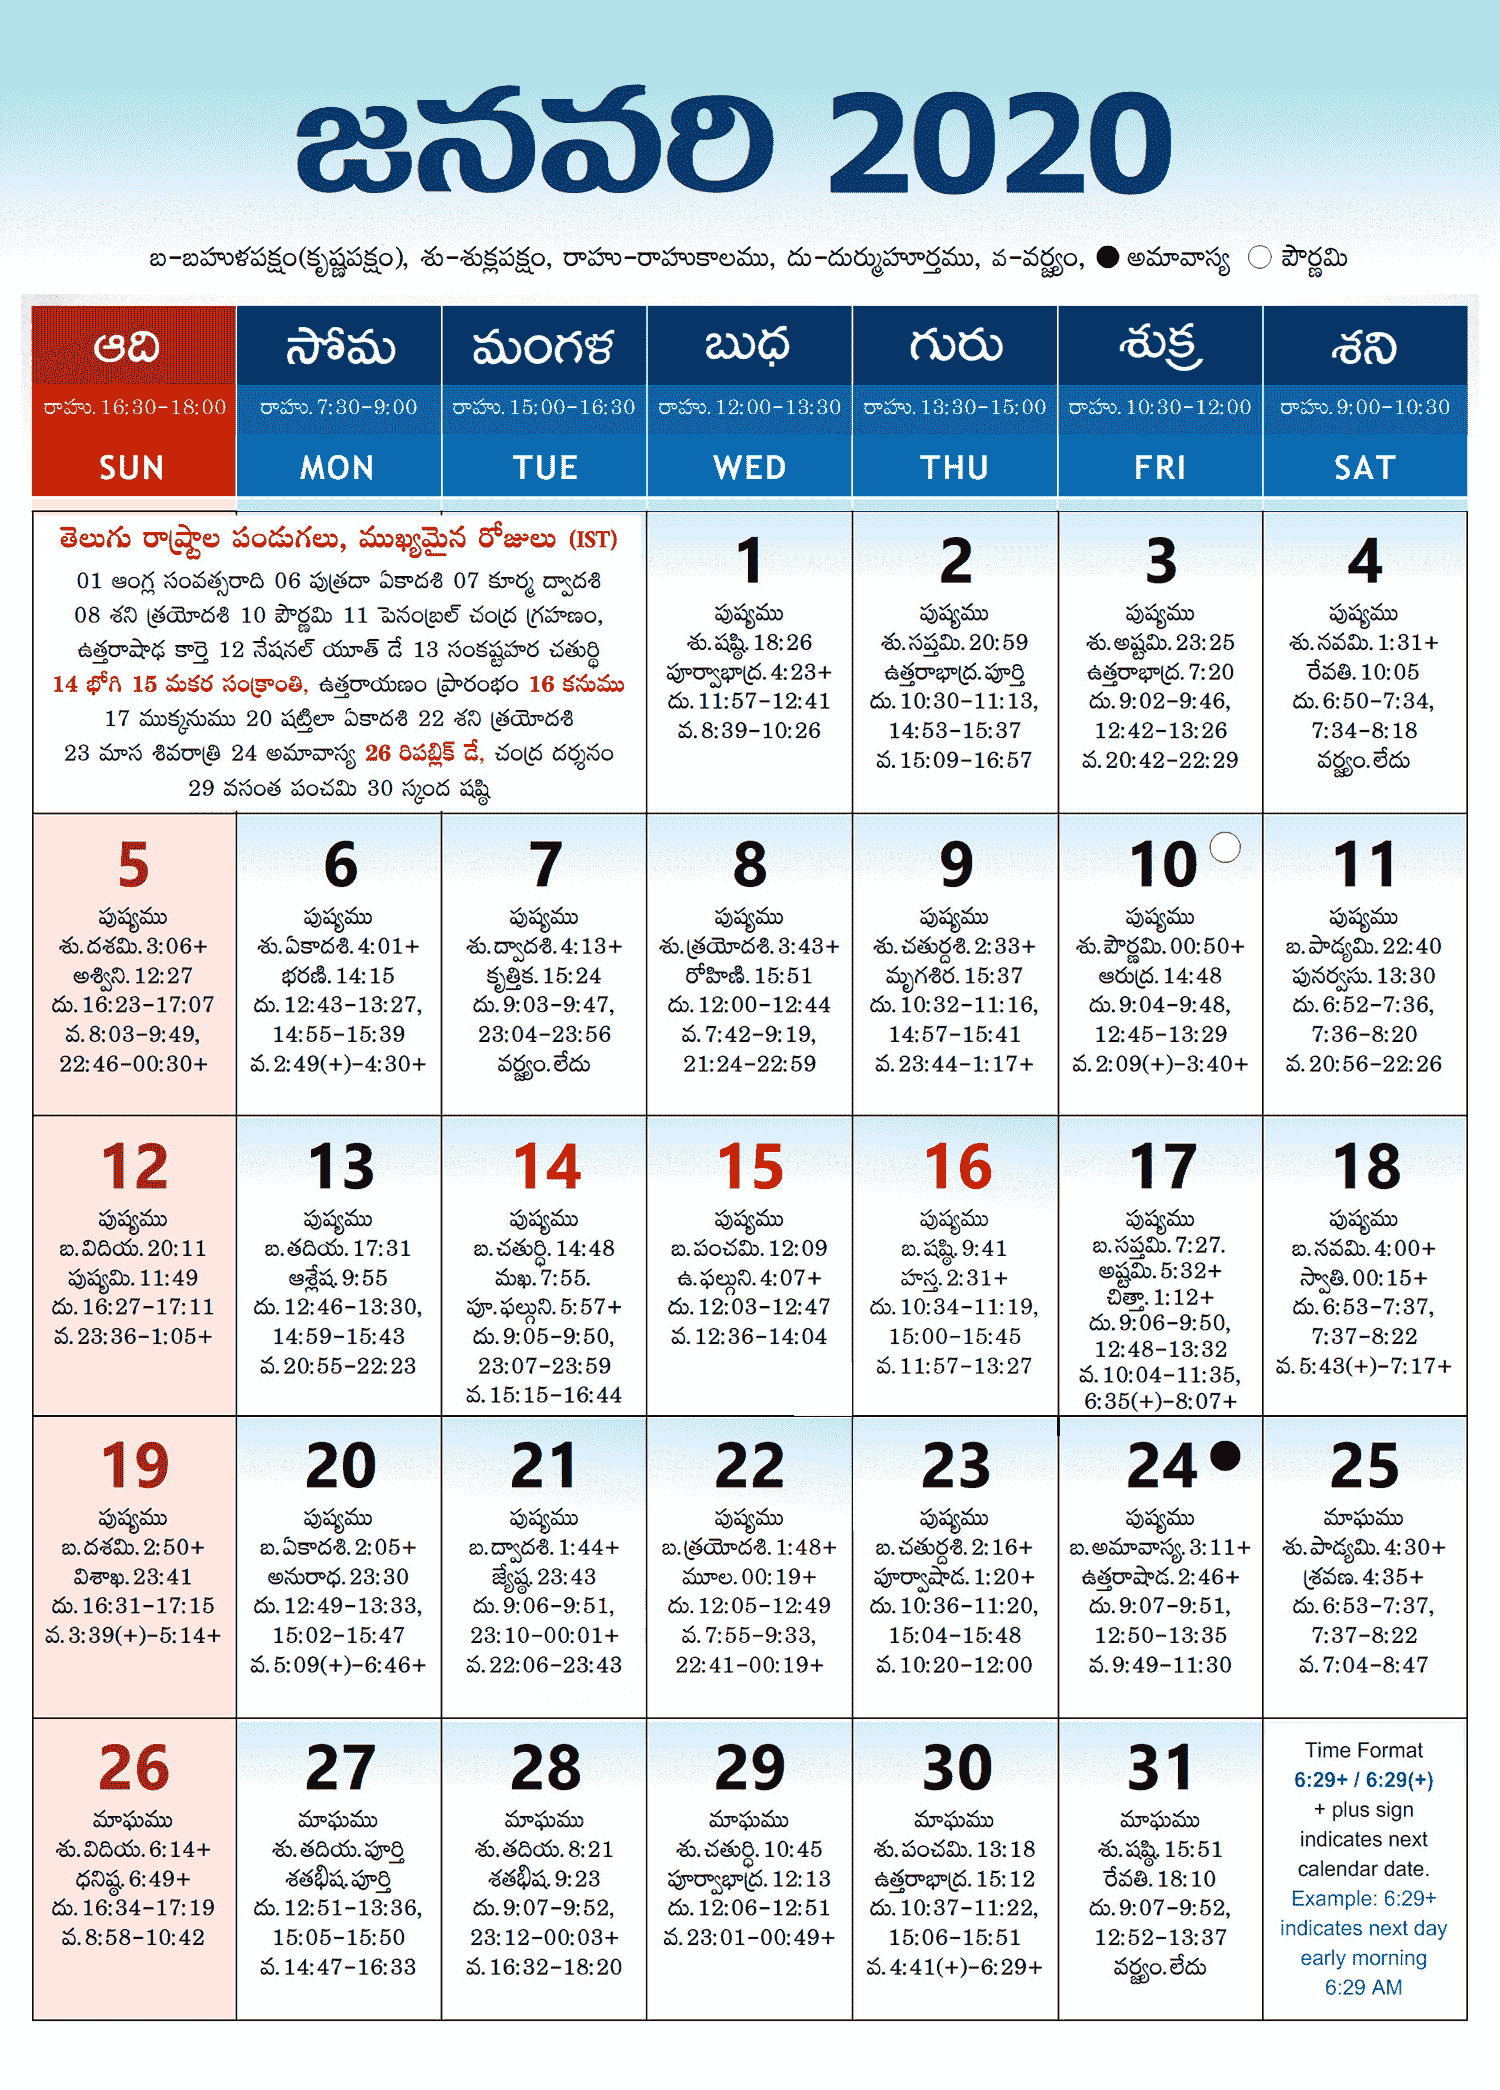 జనవరి 2020
బ-బహుళపక్షం(కృష్ణపక్షం), శు-శుక్లపక్షం, రాహు-రాహుకాలము, దు-దుర్ముహూర్తము, వ-వర్జ్యం, అమావాస్య పౌర్ణమి
ఆది సోమ మంగళ బుధ గురు శుక్ర శని
రాహు.16:30-18:00 రాహు.7:30-9:00 రాహు.15:00-16:30 రాహు.12:00-13:30 రాహు.13:30-15:00 రాహు.10:30-12:00 రాహు.9:00-10:30
SUN MON TUE WED THU FRI SAT
తెలుగు రాష్ట్రాల పండుగలు, ముఖ్యమైన రోజులు (IST)
01 ఆంగ్ల సంవత్సరాది 06 పుత్రదా ఏకాదశి 07 కూర్మ ద్వాదశి
08 శని త్రయోదశి 10 పౌర్ణమి 11 పెనంబ్రల్ చంద్ర గ్రహణం,
ఉత్తరాషాఢ కార్తె 12 నేషనల్ యూత్ డే 13 సంకష్టహర చతుర్థి
14 భోగి 15 మకర సంక్రాంతి, ఉత్తరాయణం ప్రారంభం 16 కనుము
17 ముక్కనుము 20 షట్తిలా ఏకాదశి 22 శని త్రయోదశి
23 మాస శివరాత్రి 24 అమావాస్య 26 రిపబ్లిక్ డే, చంద్ర దర్శనం
29 వసంత పంచమి 30 స్కంద షష్ఠి
1
పుష్యము
శు.షష్ఠి.18:26
పూర్వాభాద్ర.4:23+
దు.11:57-12:41
వ.8:39-10:26
2
పుష్యము
శు.సప్తమి.20:59
ఉత్తరాభాద్ర.పూర్తి
దు.10:30-11:13,
14:53-15:37
వ.15:09-16:57
3
పుష్యము
శు.అష్టమి.23:25
ఉత్తరాభాద్ర.7:20
దు.9:02-9:46,
12:42-13:26
వ.20:42-22:29
4
పుష్యము
శు.నవమి.1:31+
రేవతి.10:05
దు.6:50-7:34,
7:34-8:18
వర్జ్యం.లేదు
5
పుష్యము
శు.దశమి.3:06+
అశ్విని.12:27
దు.16:23-17:07
వ.8:03-9:49,
22:46-00:30+
6
పుష్యము
శు.ఏకాదశి.4:01+
భరణి.14:15
దు.12:43-13:27,
14:55-15:39
వ.2:49(+)-4:30+
7
పుష్యము
శు.ద్వాదశి.4:13+
కృత్తిక.15:24
దు.9:03-9:47,
23:04-23:56
వర్జ్యం.లేదు
8
పుష్యము
శు.త్రయోదశి.3:43+
రోహిణి.15:51
దు.12:00-12:44
వ.7:42-9:19,
21:24-22:59
9
పుష్యము
శు.చతుర్దశి.2:33+
మృగశిర.15:37
దు.10:32-11:16,
14:57-15:41
వ.23:44-1:17+
10
పుష్యము
శు.పౌర్ణమి.00:50+
ఆరుద్ర.14:48
దు.9:04-9:48,
12:45-13:29
వ.2:09(+)-3:40+
11
పుష్యము
బ.పాడ్యమి.22:40
పునర్వసు.13:30
దు.6:52-7:36,
7:36-8:20
వ.20:56-22:26
12
పుష్యము
బ.విదియ.20:11
పుష్యమి.11:49
దు.16:27-17:11
వ.23:36-1:05+
13
పుష్యము
బ.తదియ.17:31
ఆశ్లేష.9:55
దు.12:46-13:30,
14:59-15:43
వ.20:55-22:23
14
పుష్యము
బ.చతుర్థి.14:48
మఖ.7:55.
పూ.ఫల్గుని.5:57+
దు.9:05-9:50,
23:07-23:59
వ.15:15-16:44
15
పుష్యము
బ.పంచమి.12:09
ఉ.ఫల్గుని.4:07+
దు.12:03-12:47
వ.12:36-14:04
16
పుష్యము
బ.షష్ఠి.9:41
హస్త.2:31+
దు.10:34-11:19,
15:00-15:45
వ.11:57-13:27
17
పుష్యము
బ.సప్తమి.7:27.
అష్టమి.5:32+
చిత్తా.1:12+
దు.9:06-9:50,
12:48-13:32
వ.10:04-11:35,
6:35(+)-8:07+
18
పుష్యము
బ.నవమి.4:00+
స్వాతి.00:15+
దు.6:53-7:37,
7:37-8:22
వ.5:43(+)-7:17+
19
పుష్యము
బ.దశమి.2:50+
విశాఖ.23:41
దు.16:31-17:15
వ.3:39(+)-5:14+
20
పుష్యము
బ.ఏకాదశి.2:05+
అనురాధ.23:30
దు.12:49-13:33,
15:02-15:47
వ.5:09(+)-6:46+
21
పుష్యము
బ.ద్వాదశి.1:44+
జ్యేష్ఠ.23:43
దు.9:06-9:51,
23:10-00:01+
వ.22:06-23:43
22
పుష్యము
బ.త్రయోదశి.1:48+
మూల.00:19+
దు.12:05-12:49
వ.7:55-9:33,
22:41-00:19+
23
పుష్యము
బ.చతుర్దశి.2:16+
పూర్వాషాడ.1:20+
దు.10:36-11:20,
15:04-15:48
వ.10:20-12:00
24
పుష్యము
బ.అమావాస్య.3:11+
ఉత్తరాషాడ.2:46+
దు.9:07-9:51,
12:50-13:35
వ.9:49-11:30
25
మాఘము
శు.పాడ్యమి.4:30+
శ్రవణ.4:35+
దు.6:53-7:37,
7:37-8:22
వ.7:04-8:47
26
మాఘము
శు.విదియ.6:14+
ధనిష్ఠ.6:49+
దు.16:34-17:19
వ.8:58-10:42
27
మాఘము
శు.తదియ.పూర్తి
శతభిష.పూర్తి
దు.12:51-13:36,
15:05-15:50
వ.14:47-16:33
28
మాఘము
శు.తదియ.8:21
శతభిష.9:23
దు.9:07-9:52,
23:12-00:03+
వ.16:32-18:20
29
మాఘము
శు.చతుర్థి.10:45
పూర్వాభాద్ర.12:13
దు.12:06-12:51
వ.23:01-00:49+
30
మాఘము
శు.పంచమి.13:18
ఉత్తరాభాద్ర.15:12
దు.10:37-11:22,
15:06-15:51
వ.4:41(+)-6:29+
31
మాఘము
శు.షష్ఠి.15:51
రేవతి.18:10
దు.9:07-9:52,
12:52-13:37
వర్జ్యం.లేదు
Time Format
6:29+ / 6:29(+)
+ plus sign
indicates next
calendar date.
Example: 6:29+
indicates next day
early morning
6:29 AM